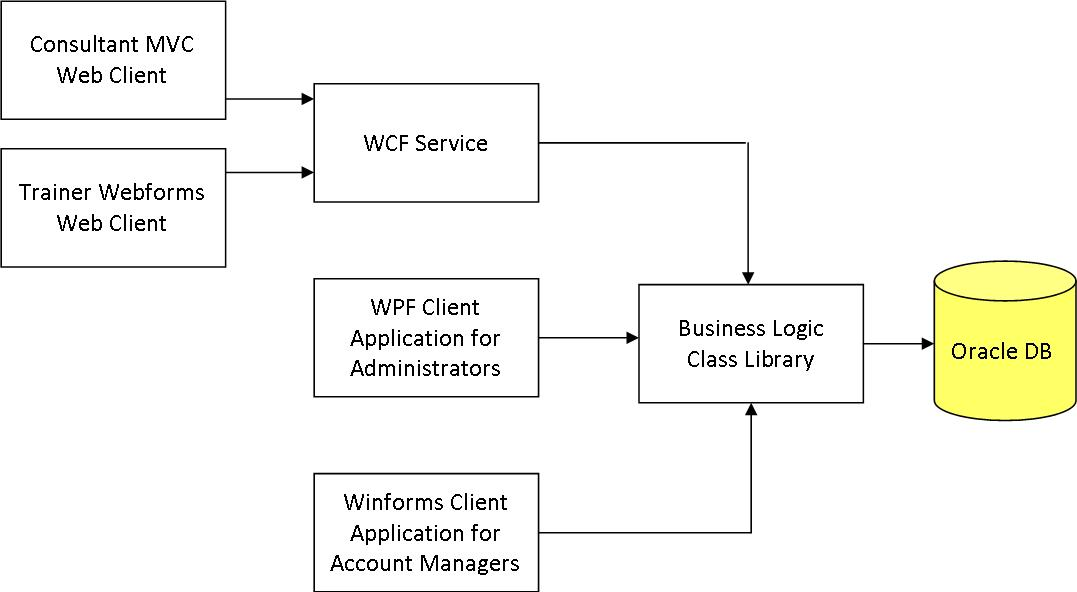 Consultant MVC
Web Client
Trainer Webforms
Web Client
WCF Service
WPF Client
Application for
Administrators
Winforms Client
Application for
Account Managers
Business Logic
Class Library
Oracle DB